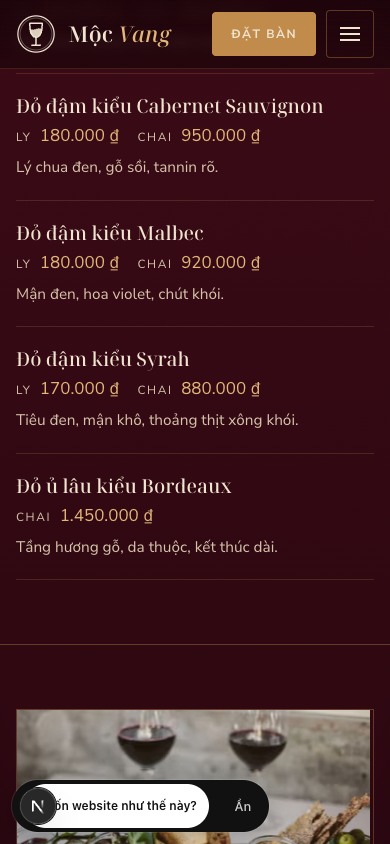 Mộc Vang
ĐẶT BÀN
Đỏ đậm kiểu Cabernet Sauvignon
LY 180.000 ₫ CHAI 950.000 ₫
Lý chua đen, gỗ sồi, tannin rõ.
Đỏ đậm kiểu Malbec
LY 180.000 ₫ CHAI 920.000 ₫
Mận đen, hoa violet, chút khói.
Đỏ đậm kiểu Syrah
LY 170.000 ₫ CHAI 880.000 ₫
Tiêu đen, mận khô, thoảng thịt xông khói.
Đỏ ủ lâu kiểu Bordeaux
CHAI 1.450.000 ₫
Tầng hương gỗ, da thuộc, kết thúc dài.
N website như thế này? Ẩn